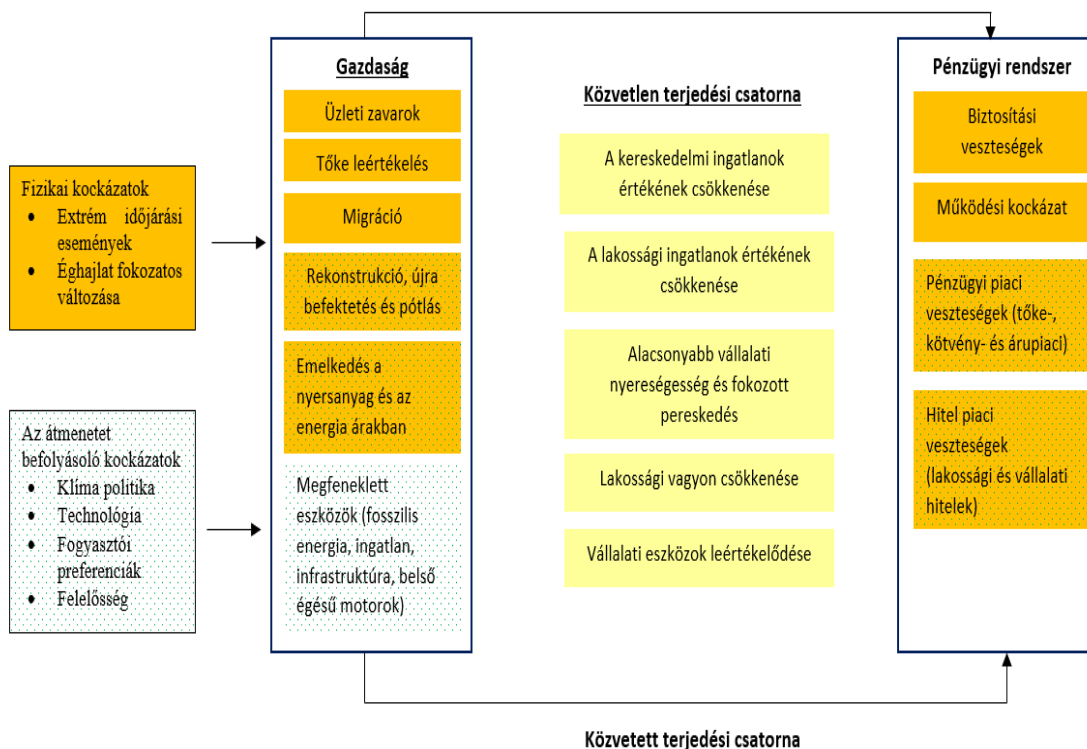 Fizikai kockázatok
• Extrém időjárási
események
• Éghajlat fokozatos
változása
Az átmenetet
befolyásoló kockázatok
• Klíma politika
• Technológia
• Fogyasztói
preferenciák
• Felelősség
Gazdaság
Üzleti zavarok
Tőke leértékelés
Migráció
Rekonstrukció, újra
befektetés és pótlás
Emelkedés a
nyersanyag és az
energia árakban
Megfeneklett
eszközök (fosszilis
energia, ingatlan,
infrastruktúra, belső
égésű motorok)
Közvetlen terjedési csatorna
A kereskedelmi ingatlanok
értékének csökkenése
A lakossági ingatlanok értékének
csökkenése
Alacsonyabb vállalati
nyereségesség és fokozott
pereskedés
Lakossági vagyon csökkenése
Vállalati eszközok leértékelődése
Pénzügyi rendszer
Biztosítási
veszteségek
Működési kockázat
Pénzügyi piaci
veszteségek (tőke-,
kötvény- és árupiaci)
Hitel piaci
veszteségek
(lakossági és vállalati
hitelek)
Közvetett terjedési csatorna